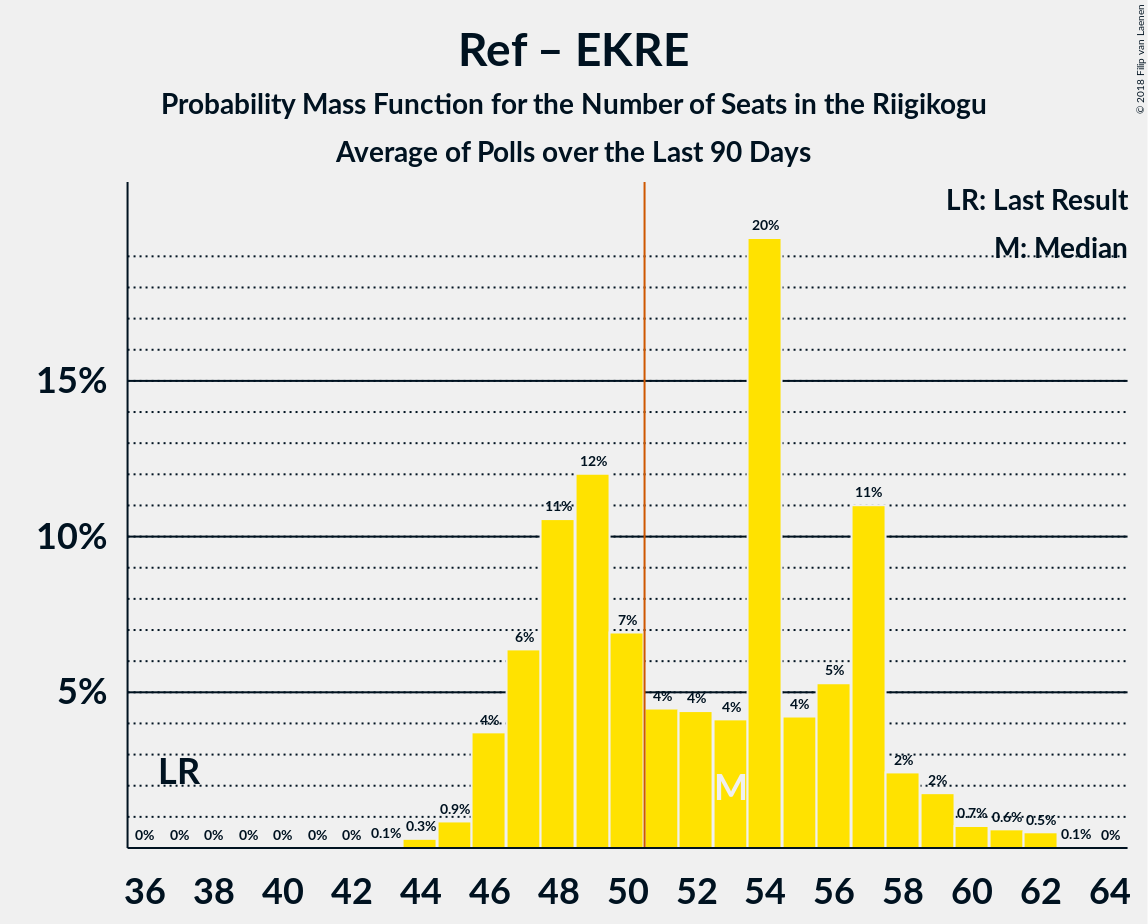 Ref – EKRE
Probability Mass Function for the Number of Seats in the Riigikogu
Average of Polls over the Last 90 Days
© 2018 Filip van Laenen
LR: Last Result
M: Median
15%
10%
5%
0% 0% 0% 0% 0% 0% 0% 0.1% 0.3% 0.9% 4% 6% 11% 12% 7% 4% 4% 4% 20% 4% 5% 11% 2% 2% 0.7% 0.6% 0.5% 0.1% 0%
LR
M
36 38 40 42 44 46 48 50 52 54 56 58 60 62 64